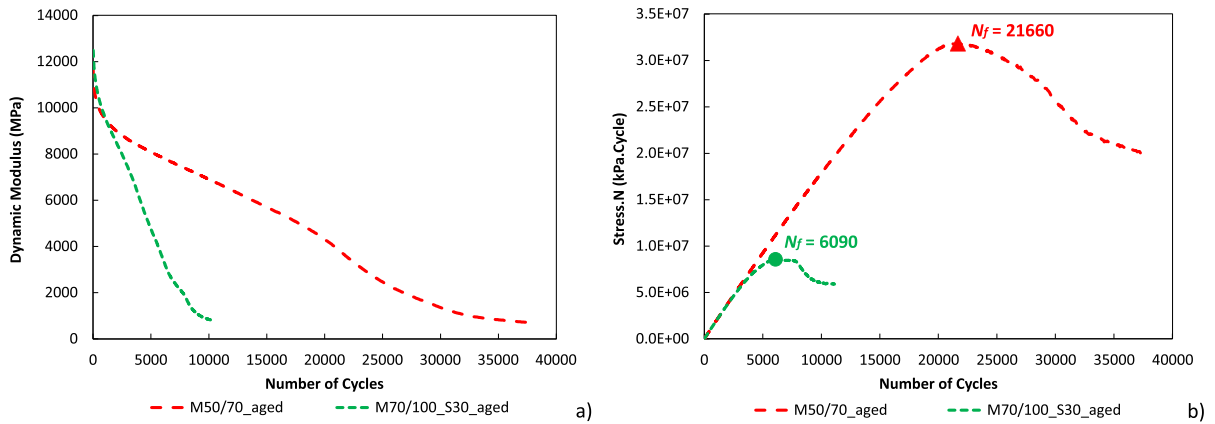 Dynamic Modulus (MPa)
14000
12000
10000
8000
6000
4000
2000
0
0 5000 10000 15000 20000 25000 30000 35000 40000
Number of Cycles
M50/70_aged M70/100_S30_aged
a)
Stress.N (kPa.Cycle)
3.5E+07
3.0E+07
2.5E+07
2.0E+07
1.5E+07
1.0E+07
5.0E+06
0.0E+00
Nf = 21660
Nf = 6090
0 5000 10000 15000 20000 25000 30000 35000 40000
Number of Cycles
M50/70_aged M70/100_S30_aged
b)